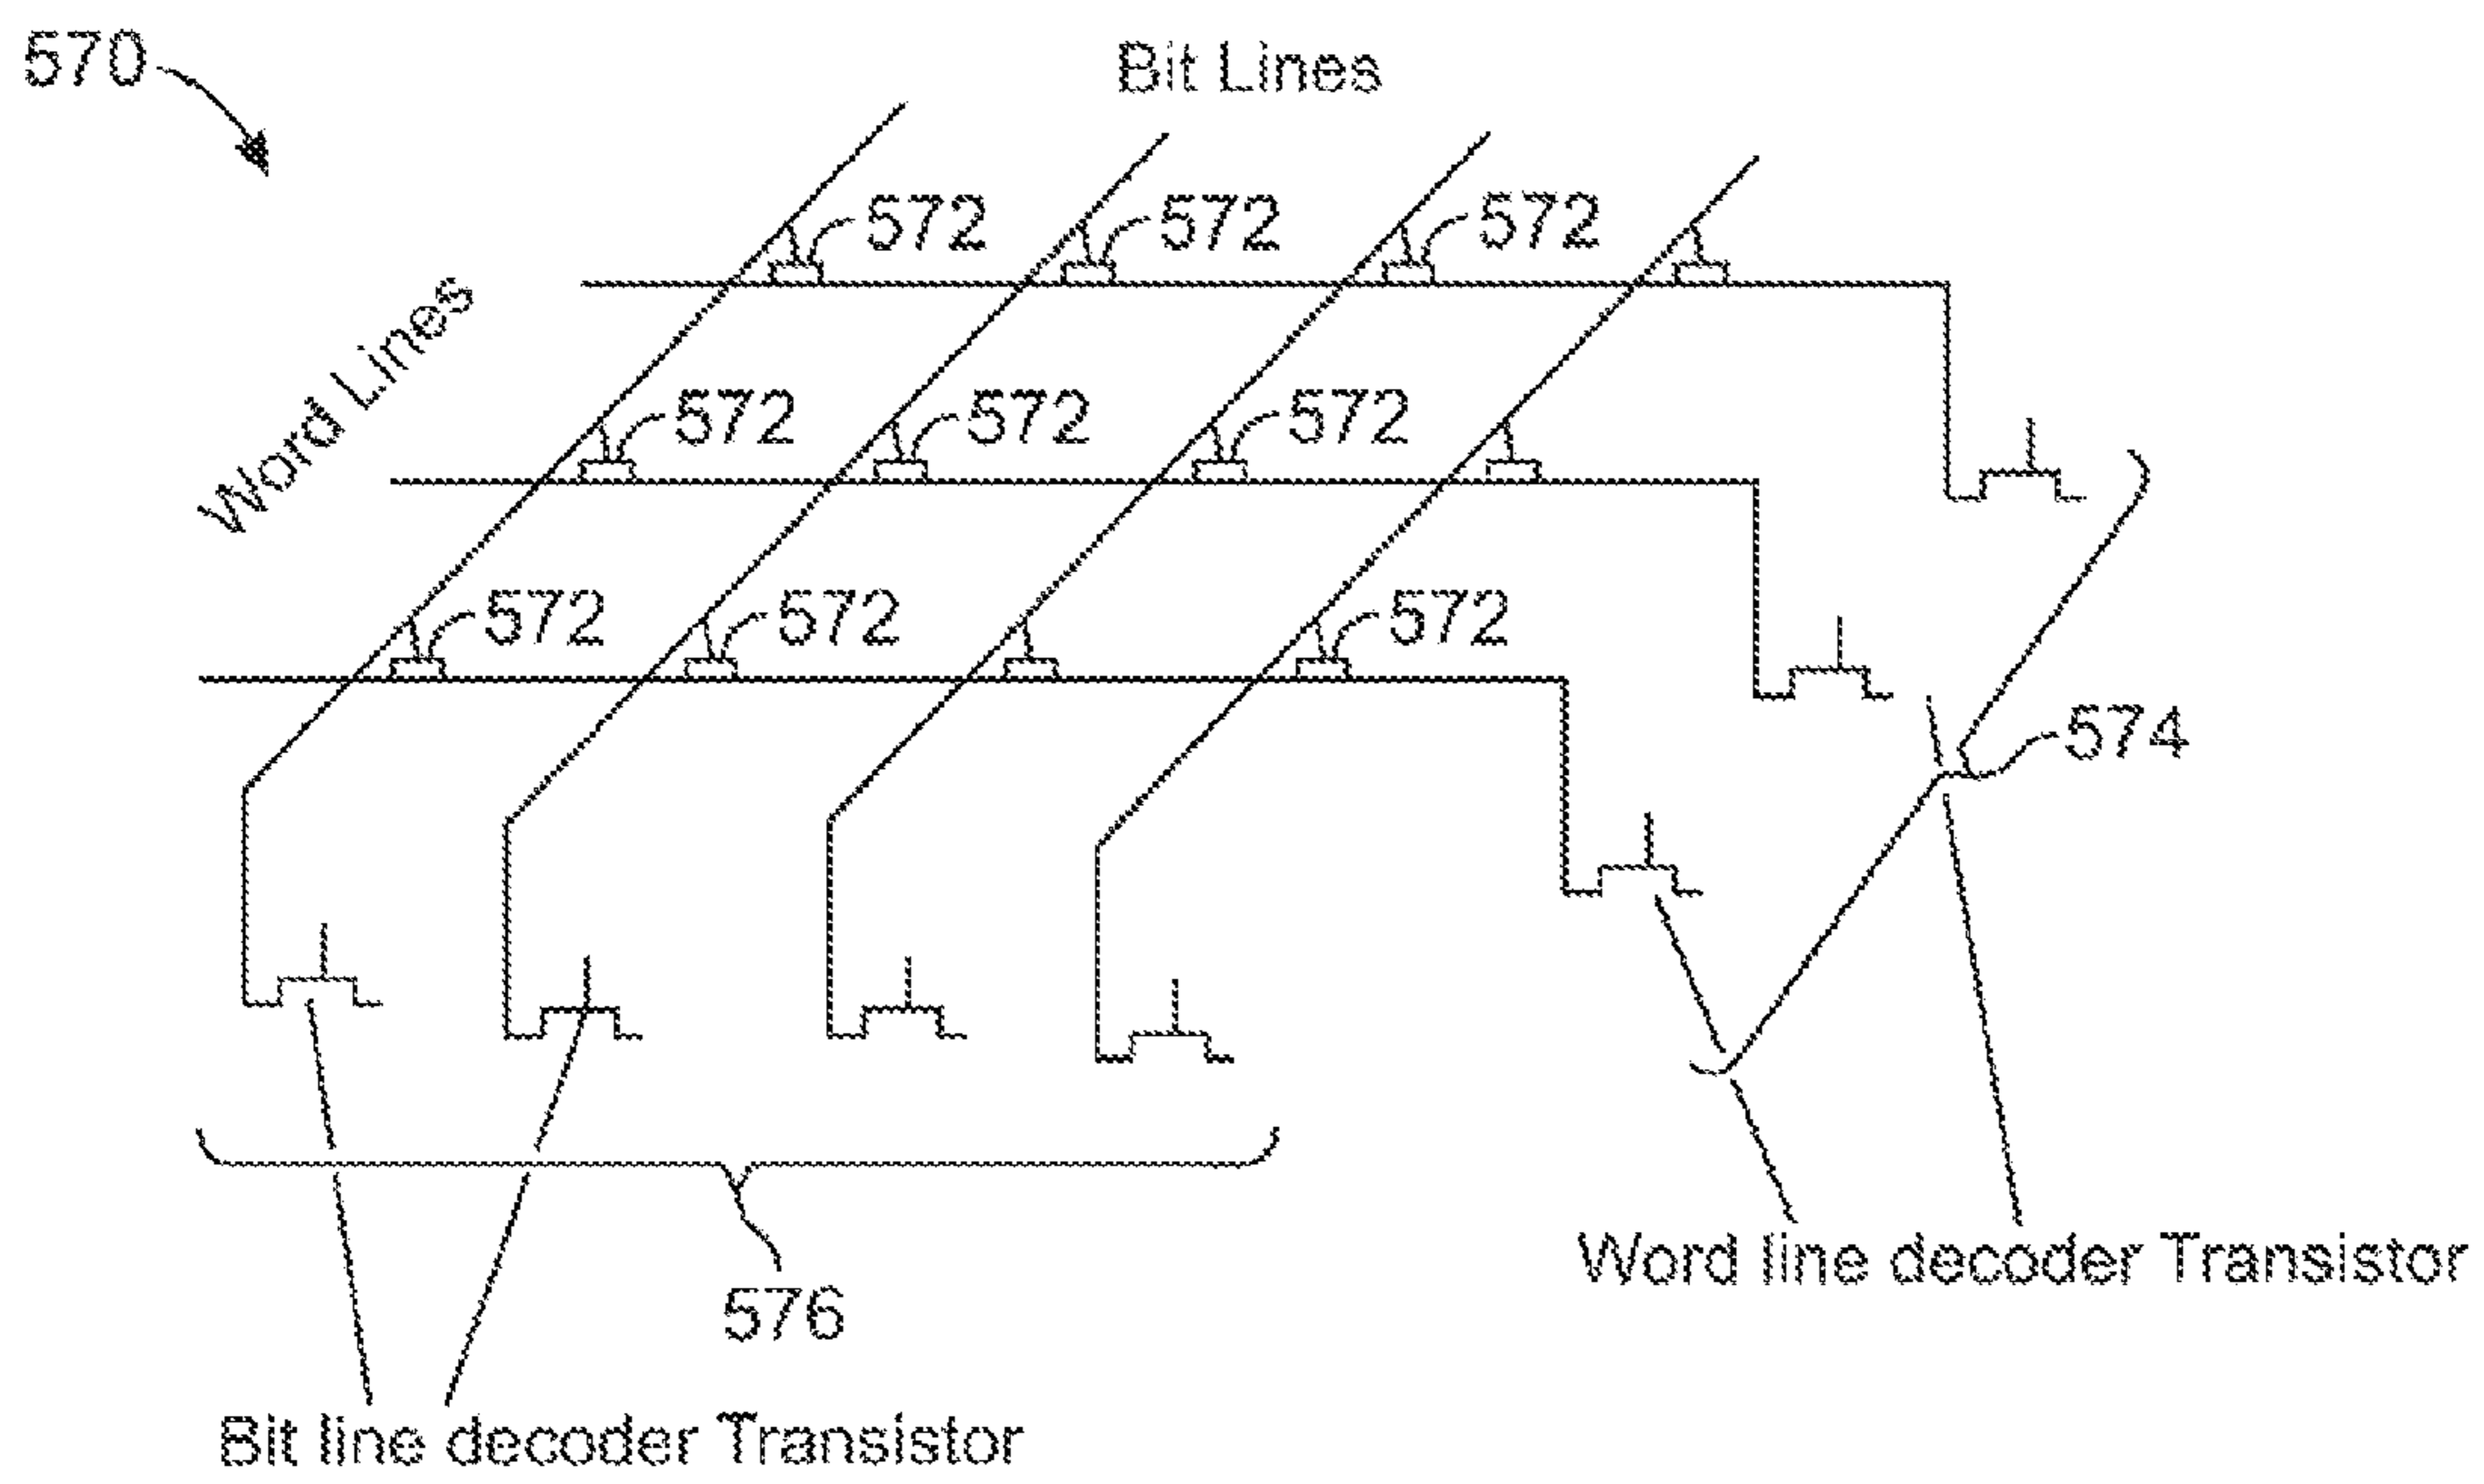 570
Bit Lines
572 572 572
Word Lines
572 572 572
572 572 572
574
Word line decoder Transistor
576
Bit line decoder Transistor